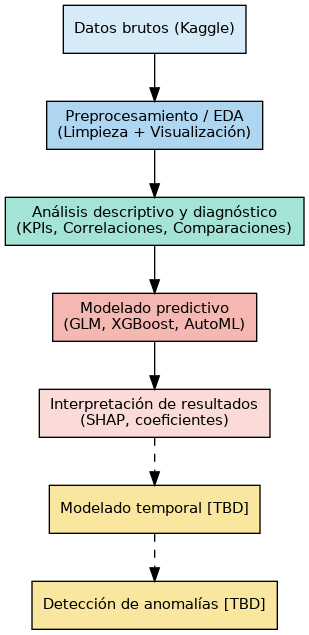 Datos brutos (Kaggle)
Preprocesamiento / EDA
(Limpieza + Visualización)
Análisis descriptivo y diagnóstico
(KPIs, Correlaciones, Comparaciones)
Modelado predictivo
(GLM, XGBoost, AutoML)
Interpretación de resultados
(SHAP, coeficientes)
Modelado temporal [TBD]
Detección de anomalías [TBD]